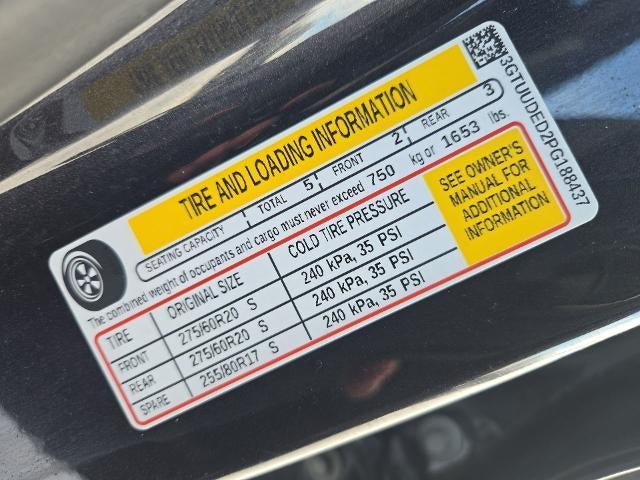 TIRE AND LOADING INFORMATION
3GTUUDED2PG188437
SEATING CAPACITY TOTAL 5 FRONT 2 REAR 3
The combined weight of occupants and cargo must never exceed 750 kg or 1653 lbs.
TIRE ORIGINAL SIZE COLD TIRE PRESSURE
FRONT 275/60R20 S 240 kPa, 35 PSI
REAR 275/60R20 S 240 kPa, 35 PSI
SPARE 255/80R17 S 240 kPa, 35 PSI
SEE OWNER'S
MANUAL FOR
ADDITIONAL
INFORMATION